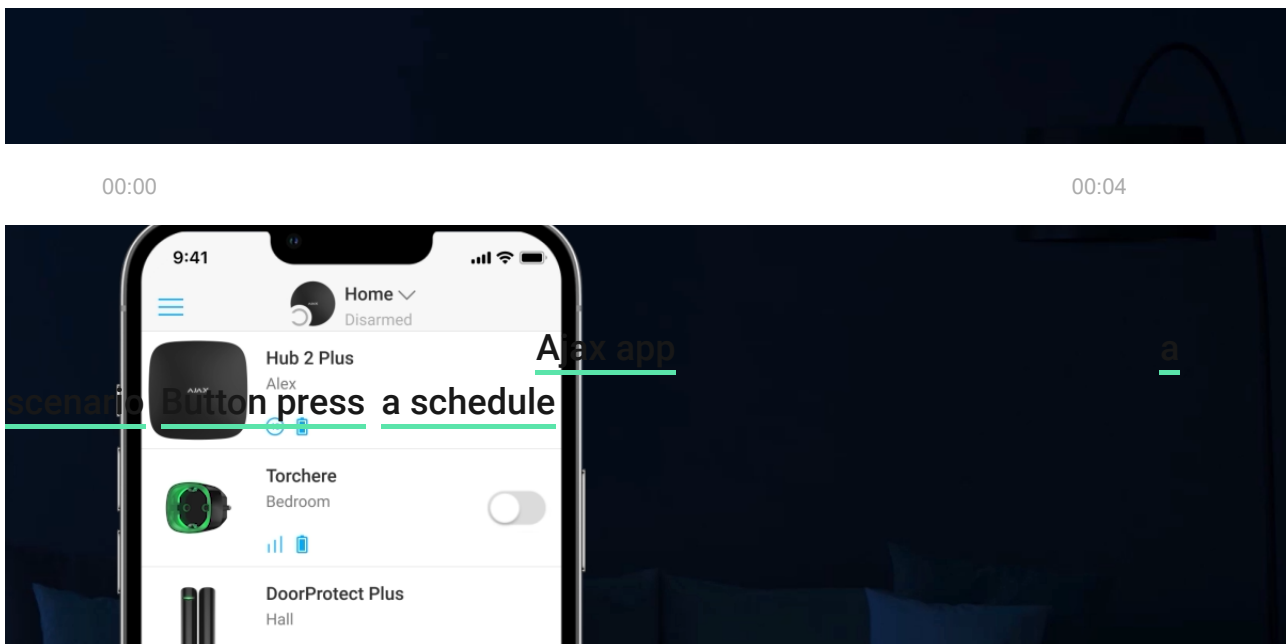 00:00 00:04
9:41
Home
Disarmed
Hub 2 Plus
Ajax app a
Alex
AJAX
scenario Button press a schedule
Torchere
Bedroom
DoorProtect Plus
Hall